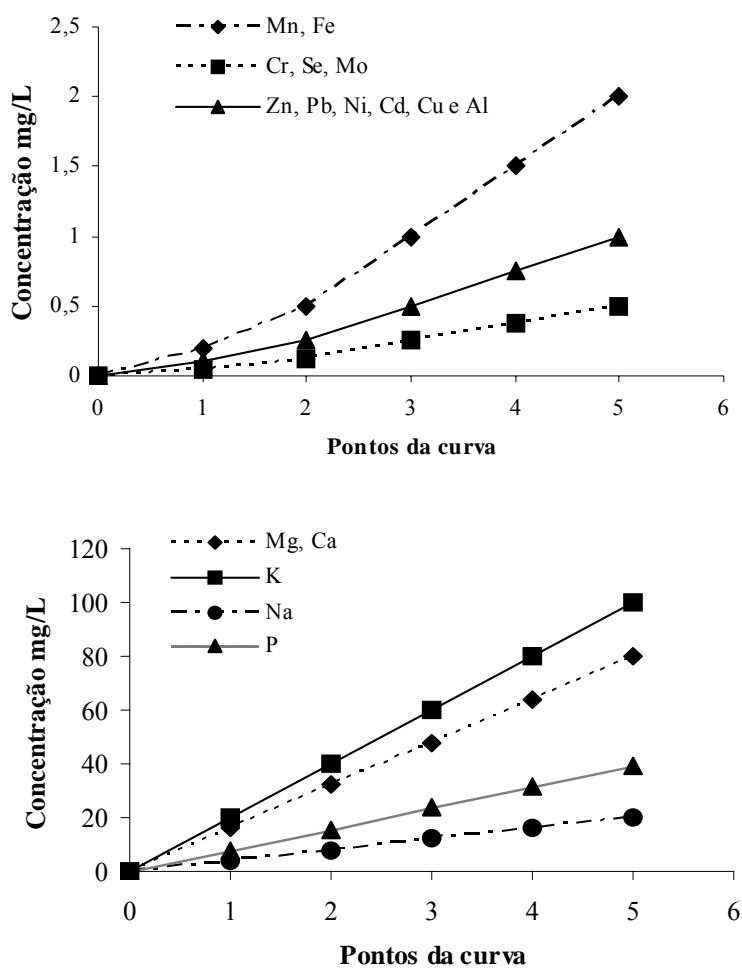 2,5
2
1,5
1
0,5
0
Concentração mg/L
Mn, Fe
Cr, Se, Mo
Zn, Pb, Ni, Cd, Cu e Al
0 1 2 3 4 5 6
Pontos da curva
120
100
80
60
40
20
0
Concentração mg/L
Mg, Ca
K
Na
P
0 1 2 3 4 5 6
Pontos da curva